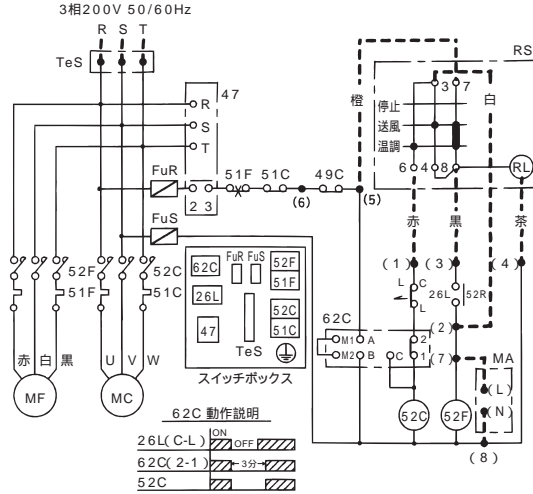 3相200V 50/60Hz
R S T
TeS
47
R
S
T
FuR
2 3
51F 51C 49C
(6) (5)
FuS
橙
白
RS
3 7
停止
送風
温調
6 4 8
RL
赤 黒 茶
(1) (3) (4)
L C
L
26L 52R
52F 52C
51F 51C
62C FuR FuS 52F
51F
26L
52C
47 51C
TeS
スイッチボックス
62C
M1 A 2
M2 B C 1
(2)
(7)
MA
(L)
(N)
(8)
赤 白 黒 U V W
MF MC
52C 52F
62C 動作説明
ON
26L(C-L) OFF
62C(2-1) 3分
52C